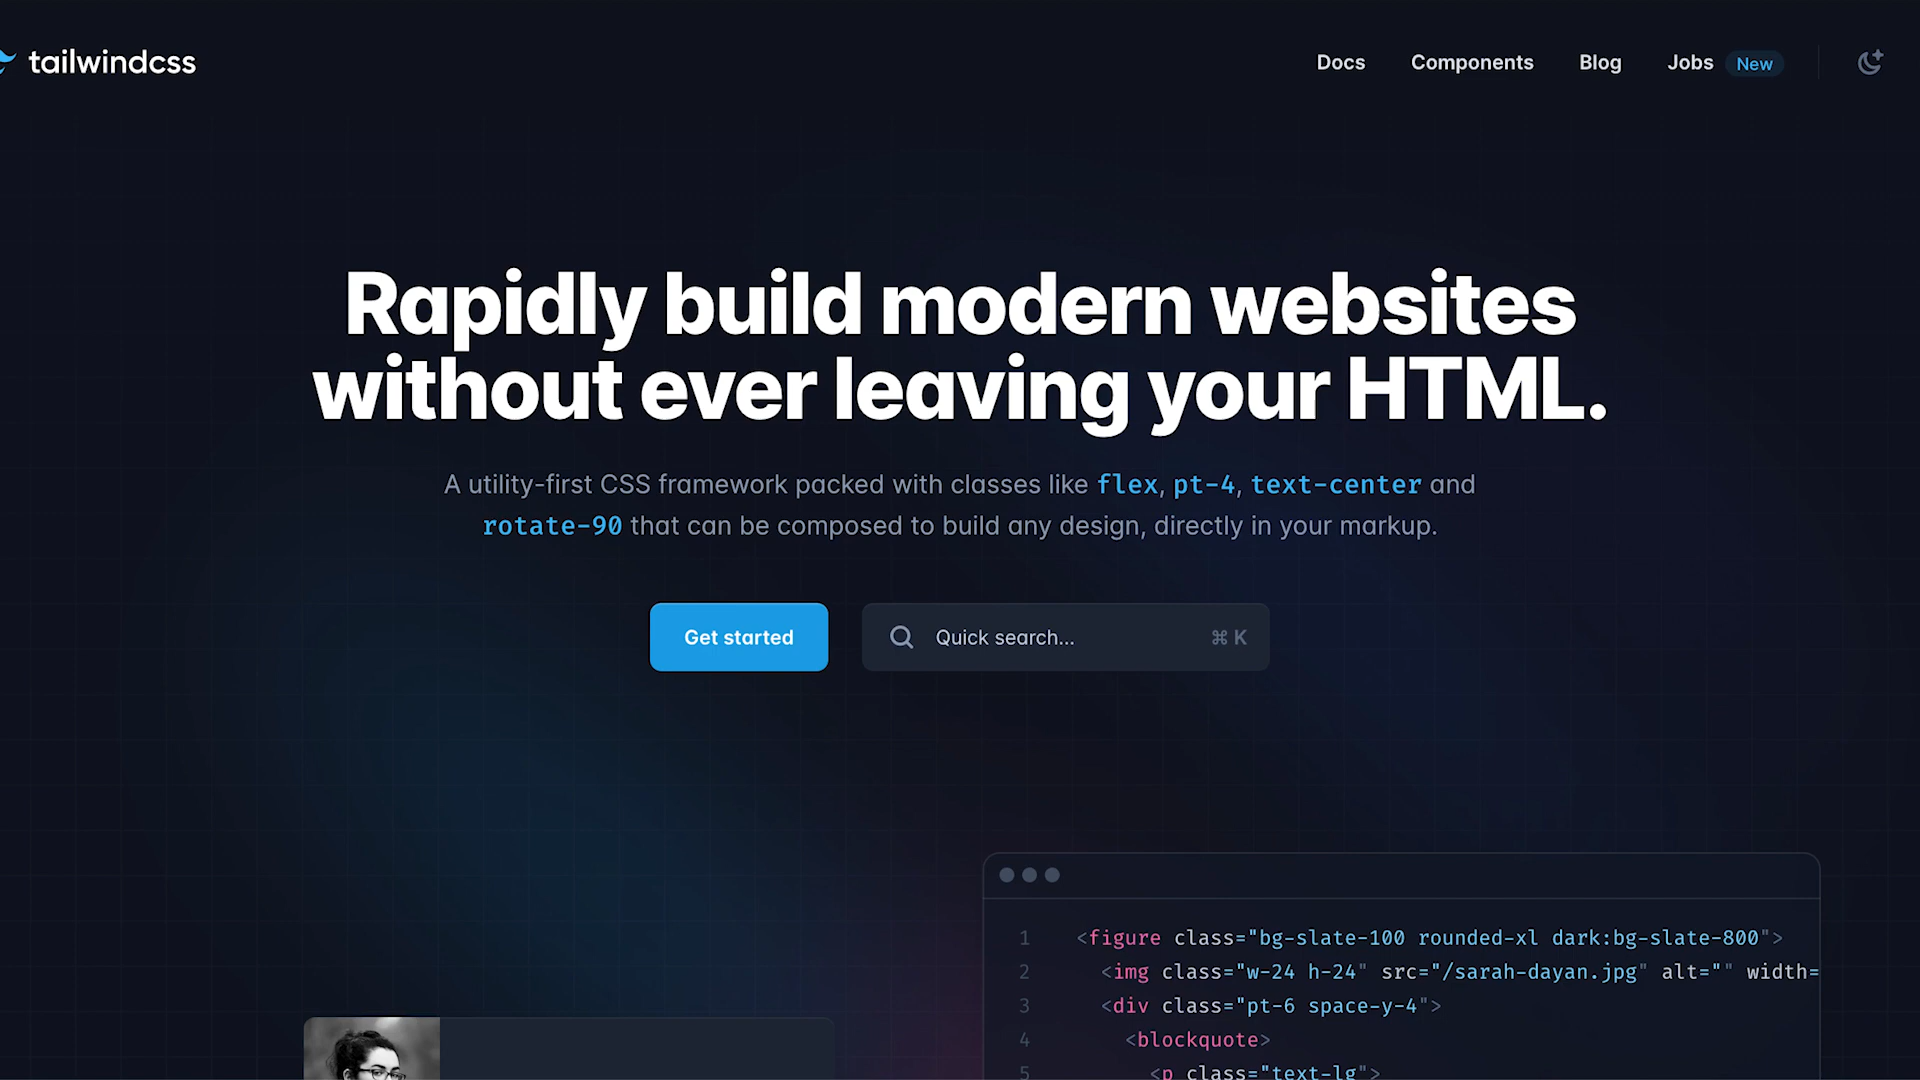 tailwindcss
Docs
Components
Blog
Jobs
New
Rapidly build modern websites
without ever leaving your HTML.
A utility-first CSS framework packed with classes like flex, pt-4, text-center and
rotate-90 that can be composed to build any design, directly in your markup.
Get started
Quick search...
⌘ K
1 <figure class="bg-slate-100 rounded-xl dark:bg-slate-800">
2 <img class="w-24 h-24" src="/sarah-dayan.jpg" alt="" width=
3 <div class="pt-6 space-y-4">
4 <blockquote>
5 <p class="text-lg">